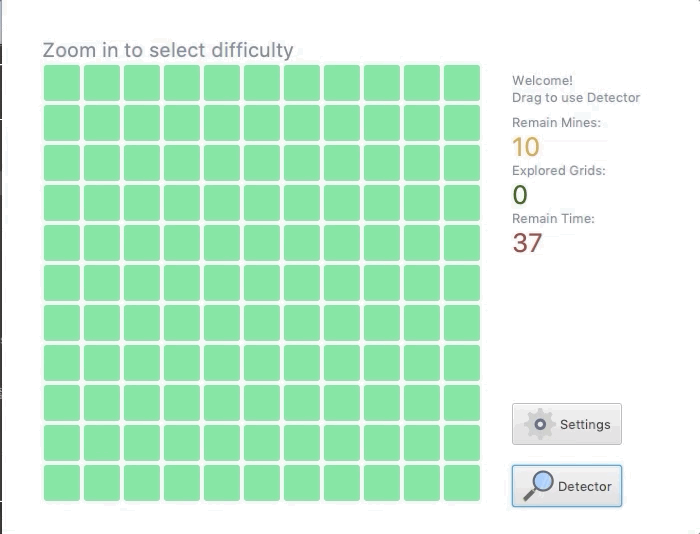 Zoom in to select difficulty
Welcome!
Drag to use Detector
Remain Mines:
10
Explored Grids:
0
Remain Time:
37
Settings
Detector